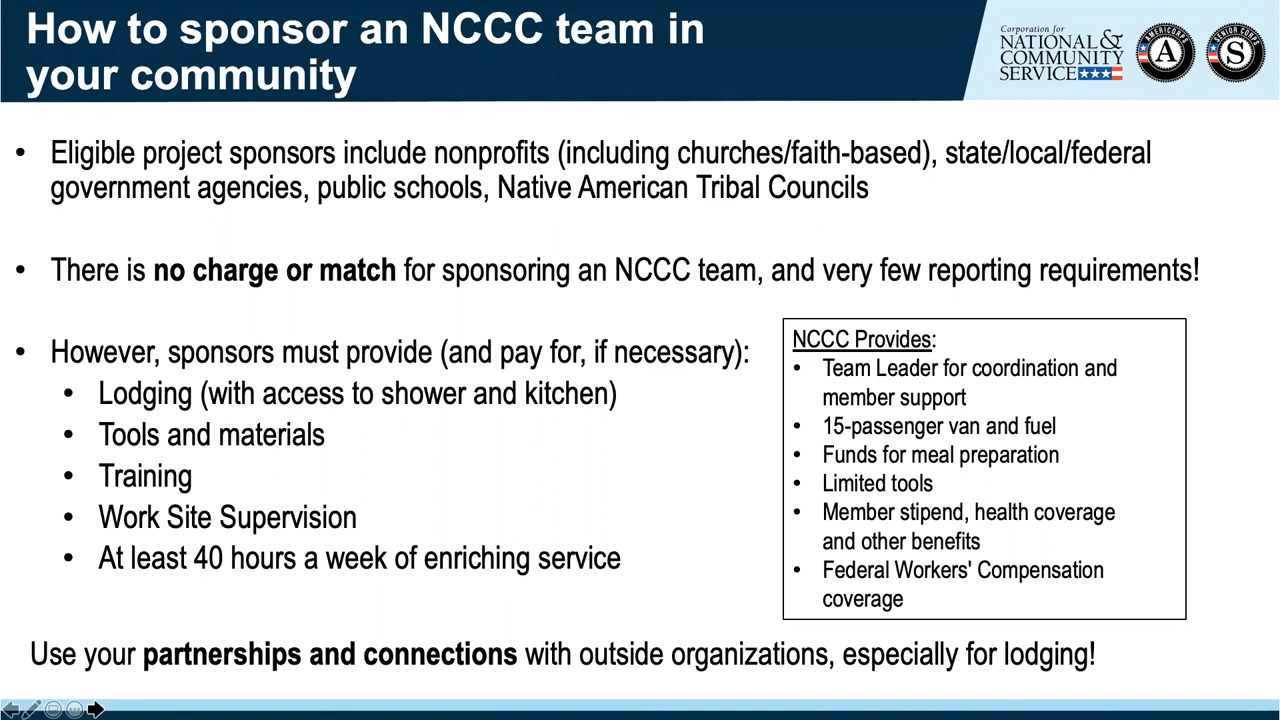 How to sponsor an NCCC team in
your community
Corporation for
NATIONAL &
COMMUNITY
SERVICE
AMERICORPS
A
SENIOR CORPS
S
• Eligible project sponsors include nonprofits (including churches/faith-based), state/local/federal
government agencies, public schools, Native American Tribal Councils
• There is no charge or match for sponsoring an NCCC team, and very few reporting requirements!
• However, sponsors must provide (and pay for, if necessary):
• Lodging (with access to shower and kitchen)
• Tools and materials
• Training
• Work Site Supervision
• At least 40 hours a week of enriching service
NCCC Provides:
• Team Leader for coordination and
member support
• 15-passenger van and fuel
• Funds for meal preparation
• Limited tools
• Member stipend, health coverage
and other benefits
• Federal Workers' Compensation
coverage
Use your partnerships and connections with outside organizations, especially for lodging!